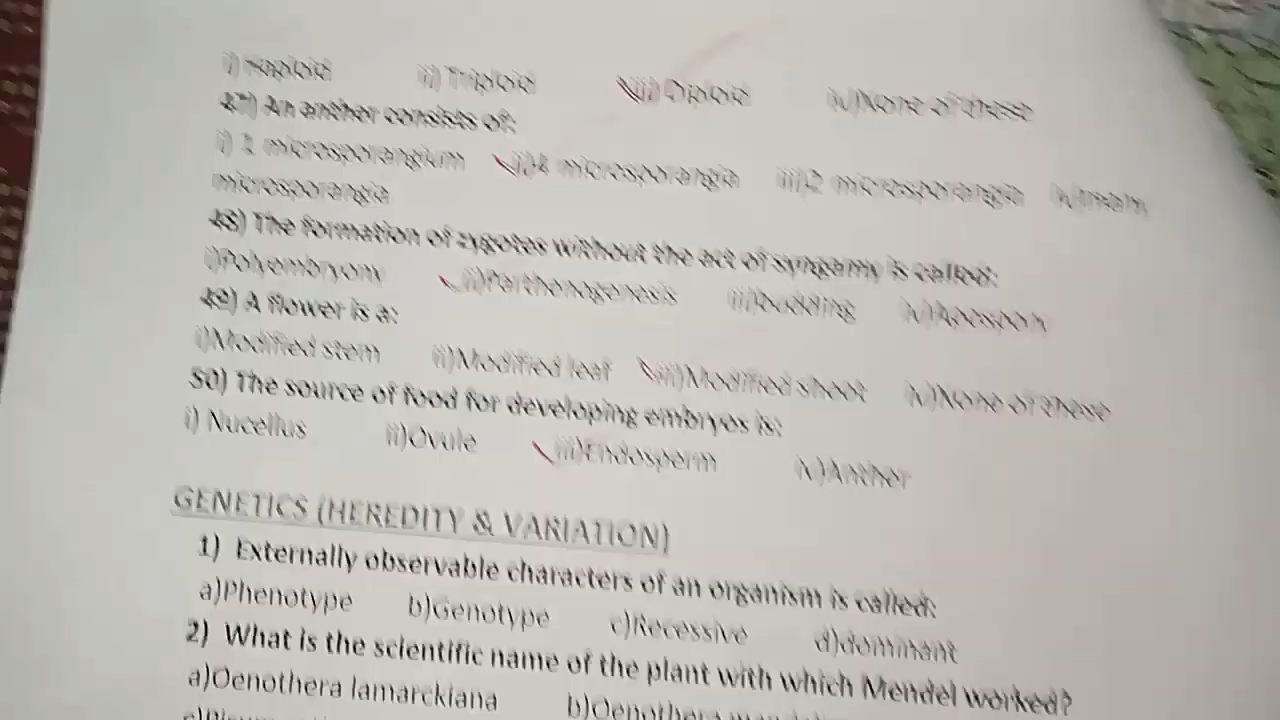 i) Haploid ii) Triploid iii) Diploid iv)None of these
47) An anther consists of:
i) 1 microsporangium ii)4 microsporangia iii)2 microsporangia iv)many
microsporangia
48) The formation of zygotes without the act of syngamy is called:
i)Polyembryony ii)Parthenogenesis iii)budding iv)Apospory
49) A flower is a:
i)Modified stem ii)Modified leaf iii)Modified shoot iv)None of these
50) The source of food for developing embryos is:
i) Nucellus ii)Ovule iii)Endosperm iv)Anther
GENETICS (HEREDITY & VARIATION)
1) Externally observable characters of an organism is called:
a)Phenotype b)Genotype c)Recessive d)dominant
2) What is the scientific name of the plant with which Mendel worked?
a)Oenothera lamarckiana b)Oenothera